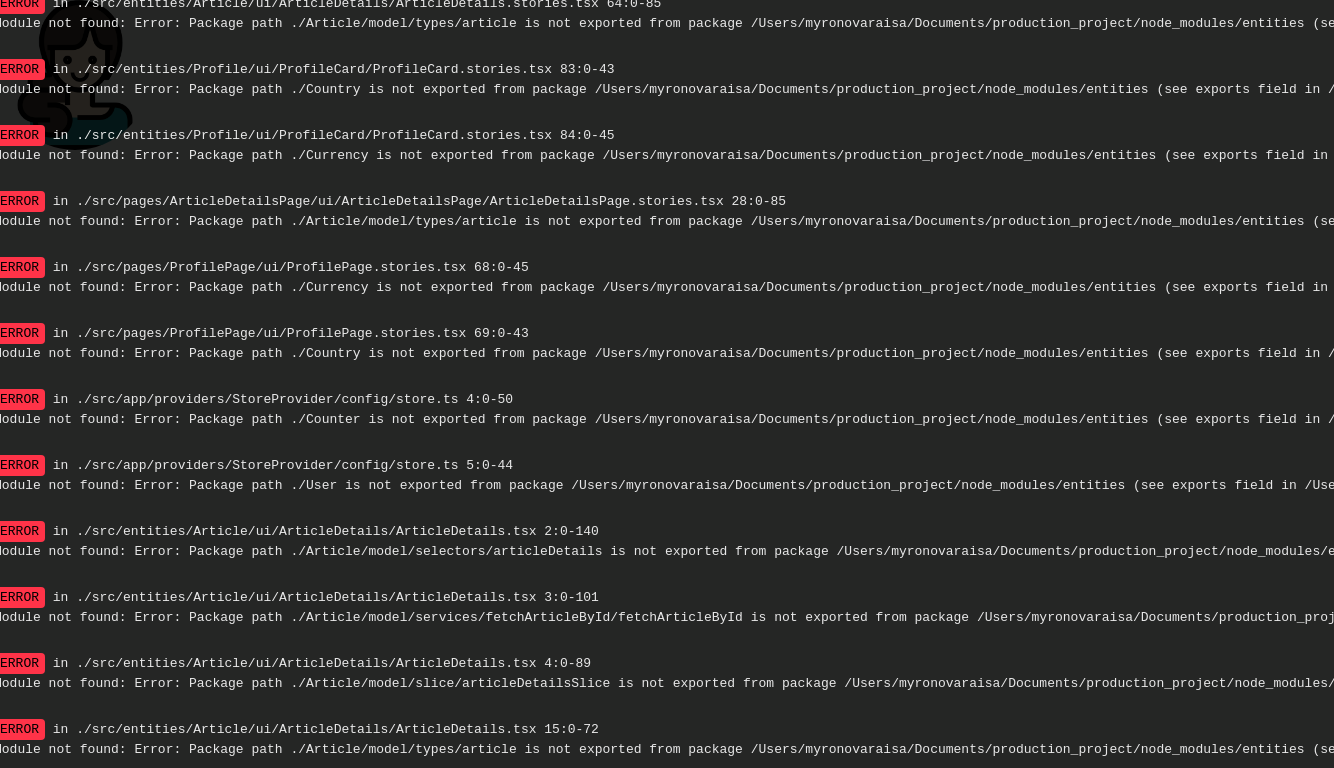 ERROR in ./src/entities/Article/ui/ArticleDetails/ArticleDetails.stories.tsx 64:0-85
Module not found: Error: Package path ./Article/model/types/article is not exported from package /Users/myronovaraisa/Documents/production_project/node_modules/entities (se
ERROR in ./src/entities/Profile/ui/ProfileCard/ProfileCard.stories.tsx 83:0-43
Module not found: Error: Package path ./Country is not exported from package /Users/myronovaraisa/Documents/production_project/node_modules/entities (see exports field in /
ERROR in ./src/entities/Profile/ui/ProfileCard/ProfileCard.stories.tsx 84:0-45
Module not found: Error: Package path ./Currency is not exported from package /Users/myronovaraisa/Documents/production_project/node_modules/entities (see exports field in
ERROR in ./src/pages/ArticleDetailsPage/ui/ArticleDetailsPage/ArticleDetailsPage.stories.tsx 28:0-85
Module not found: Error: Package path ./Article/model/types/article is not exported from package /Users/myronovaraisa/Documents/production_project/node_modules/entities (se
ERROR in ./src/pages/ProfilePage/ui/ProfilePage.stories.tsx 68:0-45
Module not found: Error: Package path ./Currency is not exported from package /Users/myronovaraisa/Documents/production_project/node_modules/entities (see exports field in
ERROR in ./src/pages/ProfilePage/ui/ProfilePage.stories.tsx 69:0-43
Module not found: Error: Package path ./Country is not exported from package /Users/myronovaraisa/Documents/production_project/node_modules/entities (see exports field in /
ERROR in ./src/app/providers/StoreProvider/config/store.ts 4:0-50
Module not found: Error: Package path ./Counter is not exported from package /Users/myronovaraisa/Documents/production_project/node_modules/entities (see exports field in /
ERROR in ./src/app/providers/StoreProvider/config/store.ts 5:0-44
Module not found: Error: Package path ./User is not exported from package /Users/myronovaraisa/Documents/production_project/node_modules/entities (see exports field in /Use
ERROR in ./src/entities/Article/ui/ArticleDetails/ArticleDetails.tsx 2:0-140
Module not found: Error: Package path ./Article/model/selectors/articleDetails is not exported from package /Users/myronovaraisa/Documents/production_project/node_modules/e
ERROR in ./src/entities/Article/ui/ArticleDetails/ArticleDetails.tsx 3:0-101
Module not found: Error: Package path ./Article/model/services/fetchArticleById/fetchArticleById is not exported from package /Users/myronovaraisa/Documents/production_proj
ERROR in ./src/entities/Article/ui/ArticleDetails/ArticleDetails.tsx 4:0-89
Module not found: Error: Package path ./Article/model/slice/articleDetailsSlice is not exported from package /Users/myronovaraisa/Documents/production_project/node_modules/
ERROR in ./src/entities/Article/ui/ArticleDetails/ArticleDetails.tsx 15:0-72
Module not found: Error: Package path ./Article/model/types/article is not exported from package /Users/myronovaraisa/Documents/production_project/node_modules/entities (se